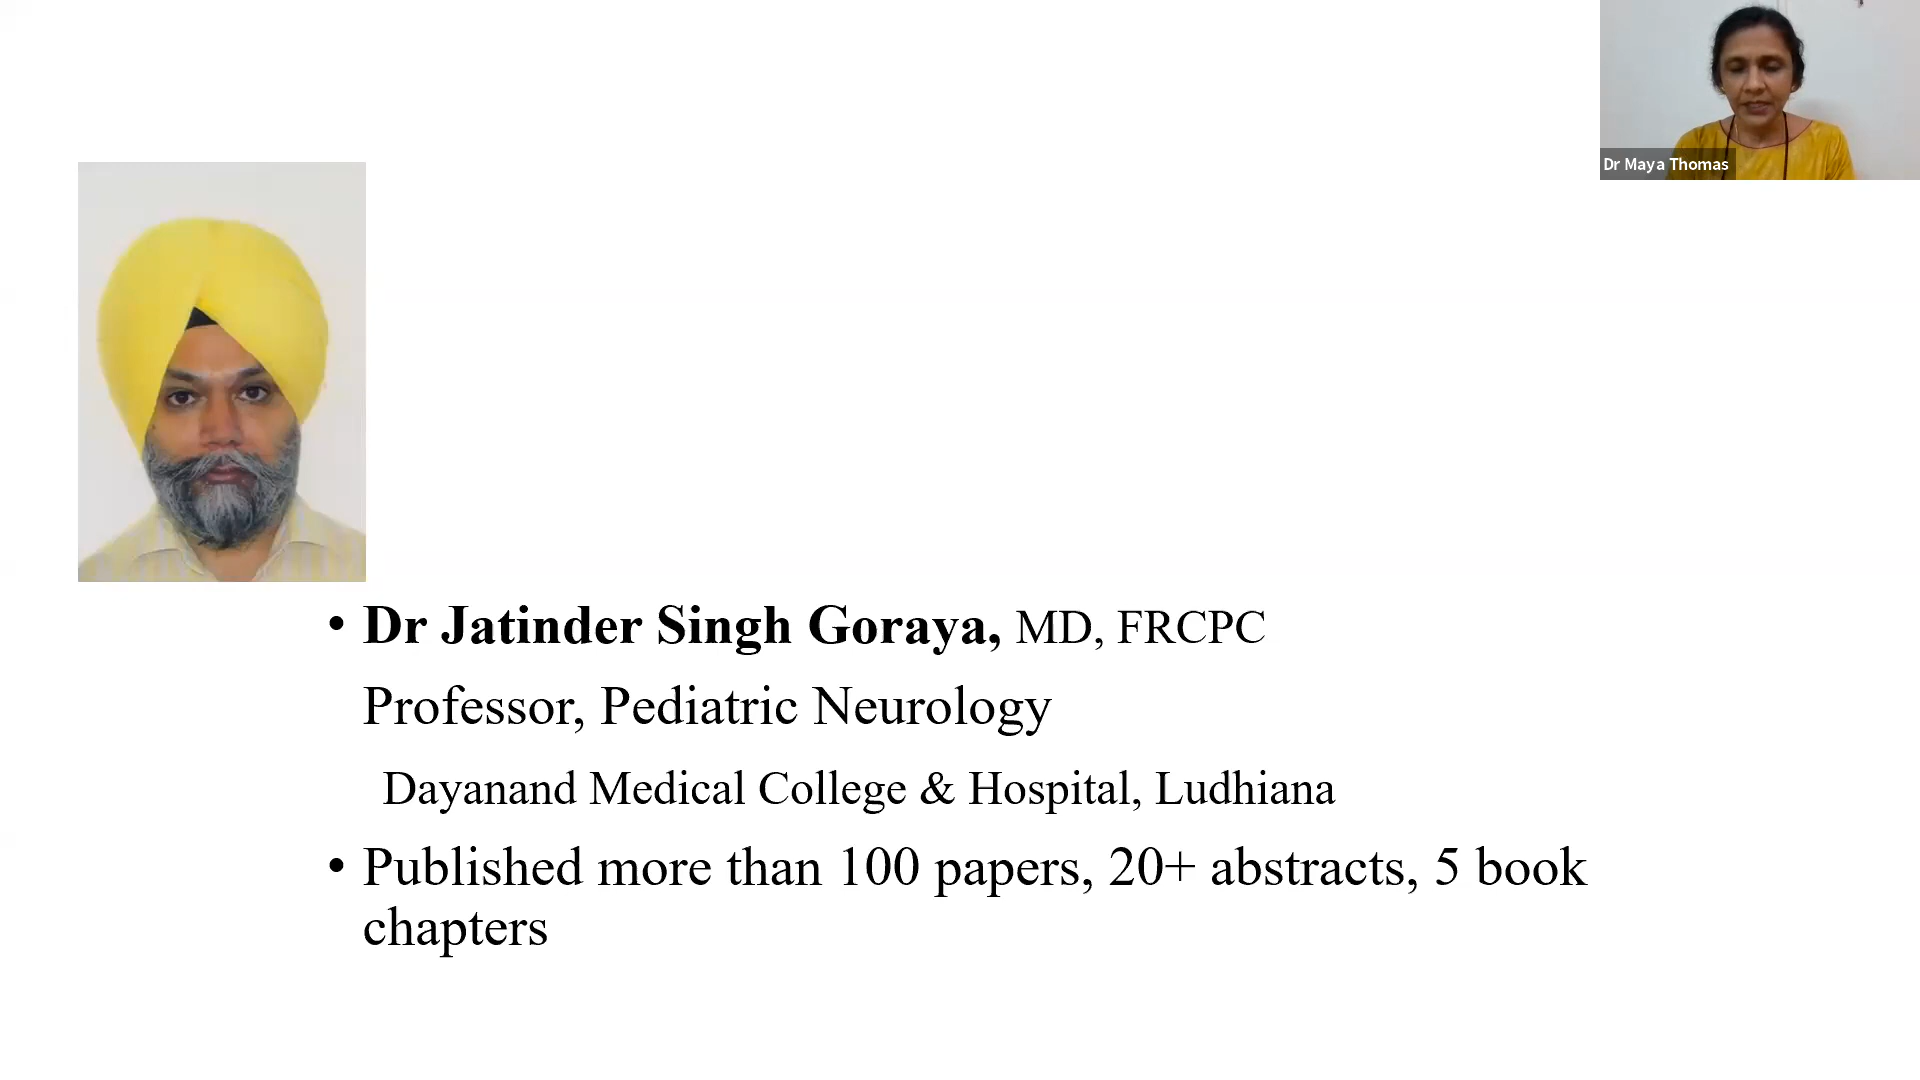 Dr Maya Thomas
• Dr Jatinder Singh Goraya, MD, FRCPC
Professor, Pediatric Neurology
Dayanand Medical College & Hospital, Ludhiana
• Published more than 100 papers, 20+ abstracts, 5 book
chapters